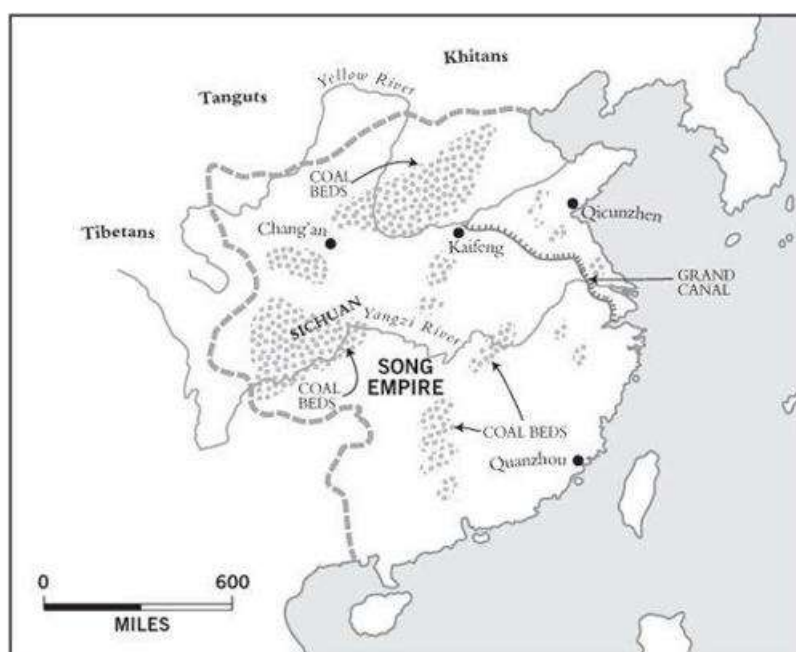 Khitans
Yellow River
Tanguts
COAL
BEDS
Qicunzhen
Chang'an
Tibetans
Kaifeng
GRAND
CANAL
SICHUAN
Yangzi River
SONG
EMPIRE
COAL
BEDS
COAL BEDS
Quanzhou
0 600
MILES